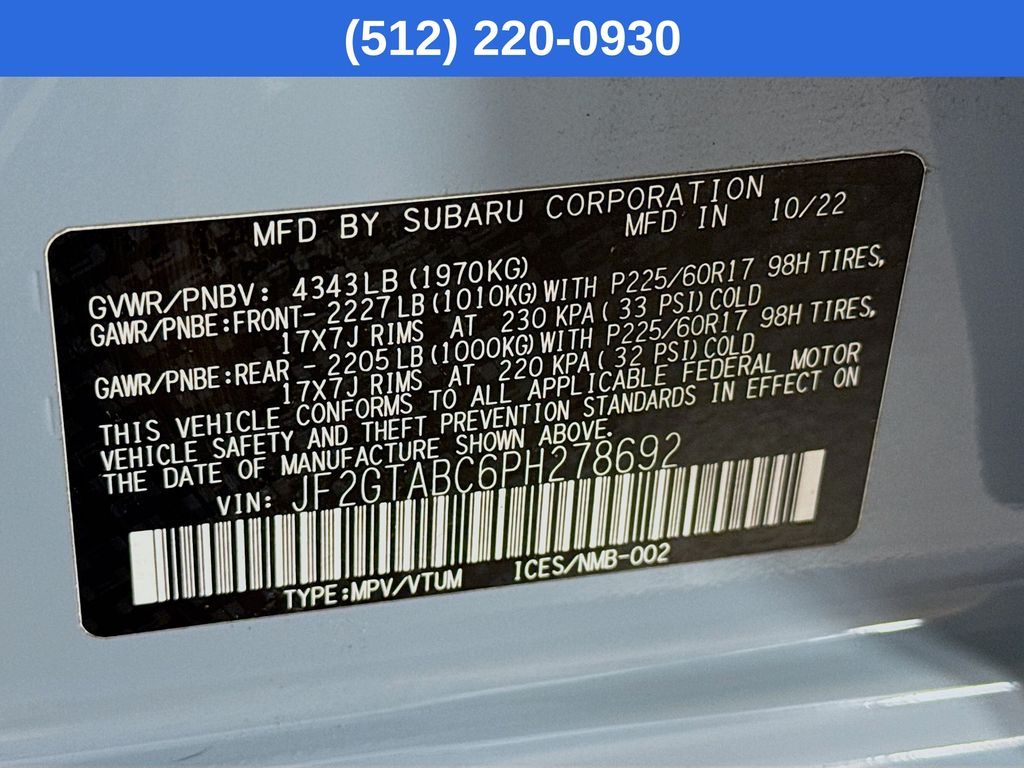 (512) 220-0930
MFD BY SUBARU CORPORATION
MFD IN 10/22
GVWR/PNBV: 4343LB (1970KG)
GAWR/PNBE:FRONT- 2227LB (1010KG) WITH P225/60R17 98H TIRES,
17X7J RIMS AT 230 KPA( 33 PSI) COLD
GAWR/PNBE:REAR - 2205LB (1000KG) WITH P225/60R17 98H TIRES,
17X7J RIMS AT 220 KPA( 32 PSI) COLD
THIS VEHICLE CONFORMS TO ALL APPLICABLE FEDERAL MOTOR
VEHICLE SAFETY AND THEFT PREVENTION STANDARDS IN EFFECT ON
THE DATE OF MANUFACTURE SHOWN ABOVE.
VIN: JF2GTABC6PH278692
TYPE:MPV/VTUM ICES/NMB-002